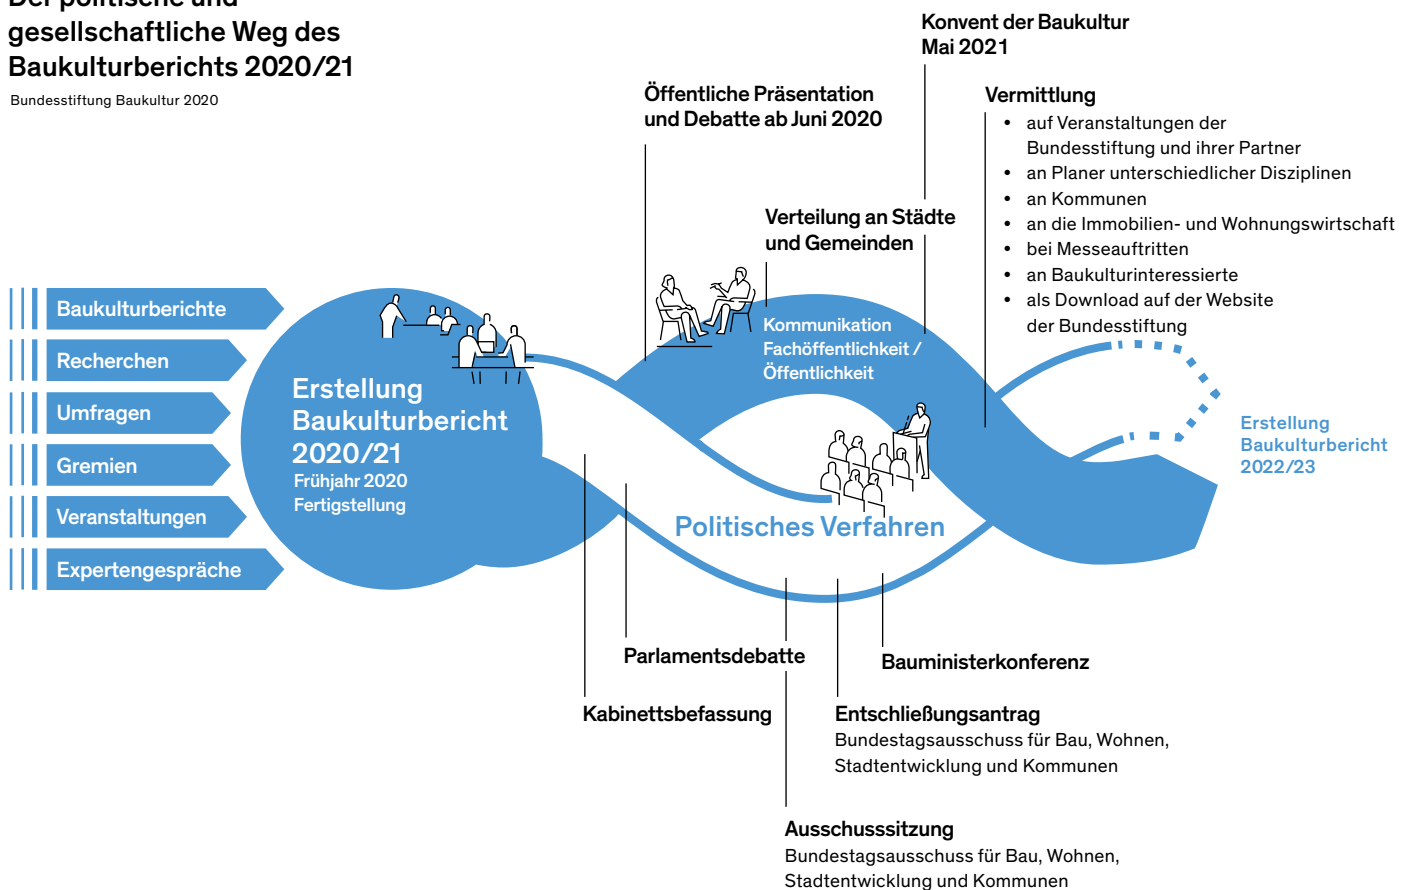 Der politische und
gesellschaftliche Weg des
Baukulturberichts 2020/21
Bundesstiftung Baukultur 2020
Konvent der Baukultur
Mai 2021
Öffentliche Präsentation
und Debatte ab Juni 2020
Vermittlung
• auf Veranstaltungen der
Bundesstiftung und ihrer Partner
• an Planer unterschiedlicher Disziplinen
• an Kommunen
• an die Immobilien- und Wohnungswirtschaft
• bei Messeauftritten
• an Baukulturinteressierte
• als Download auf der Website
der Bundesstiftung
Verteilung an Städte
und Gemeinden
Baukulturberichte
Recherchen
Umfragen
Gremien
Veranstaltungen
Expertengespräche
Erstellung
Baukulturbericht
2020/21
Frühjahr 2020
Fertigstellung
Kommunikation
Fachöffentlichkeit /
Öffentlichkeit
Erstellung
Baukulturbericht
2022/23
Politisches Verfahren
Parlamentsdebatte
Bauministerkonferenz
Kabinettsbefassung
Entschließungsantrag
Bundestagsausschuss für Bau, Wohnen,
Stadtentwicklung und Kommunen
Ausschusssitzung
Bundestagsausschuss für Bau, Wohnen,
Stadtentwicklung und Kommunen